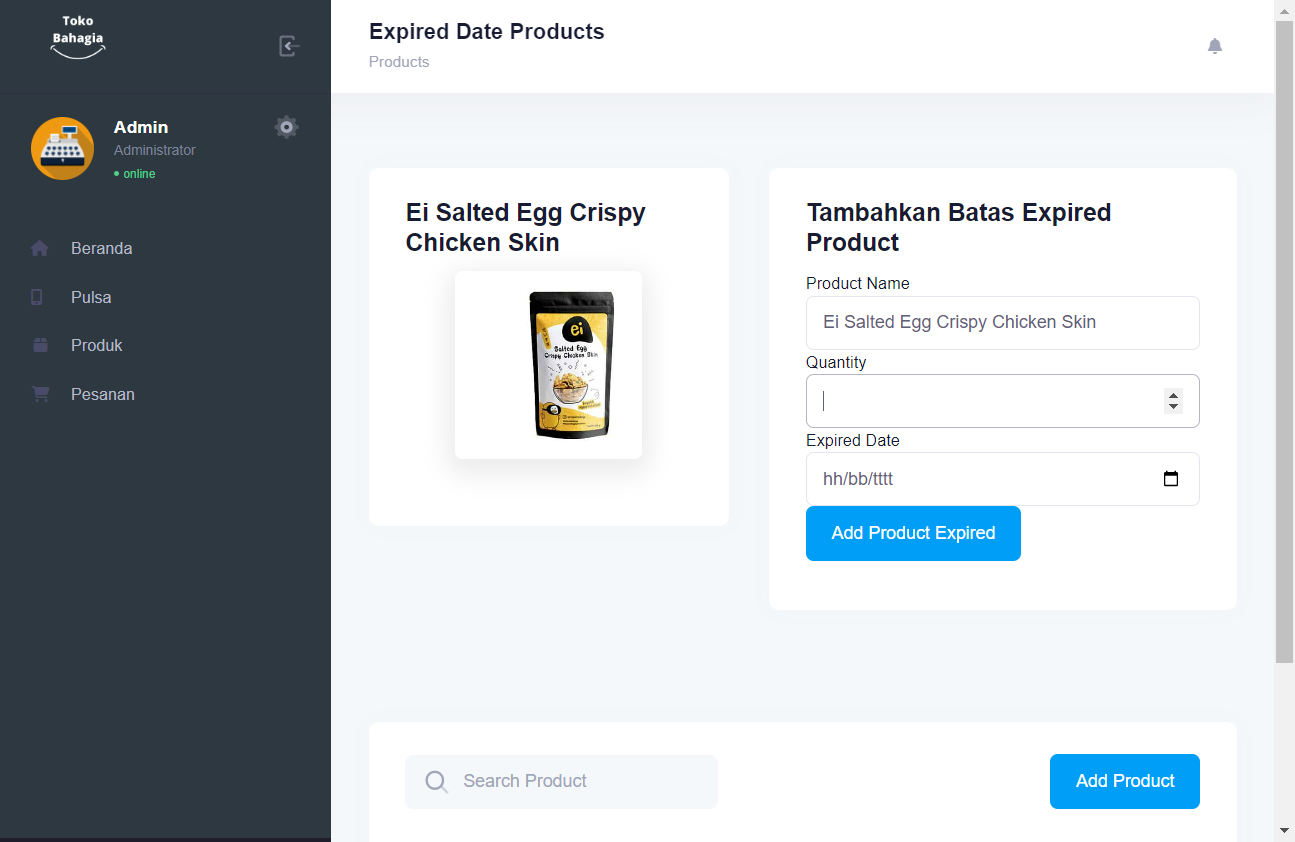 Toko
Bahagia
Expired Date Products
Products
Admin
Administrator
online
Beranda
Pulsa
Produk
Pesanan
Ei Salted Egg Crispy
Chicken Skin
ei
Salted Egg
Crispy Chicken Skin
Tambahkan Batas Expired
Product
Product Name
Ei Salted Egg Crispy Chicken Skin
Quantity
Expired Date
hh/bb/tttt
Add Product Expired
Search Product
Add Product